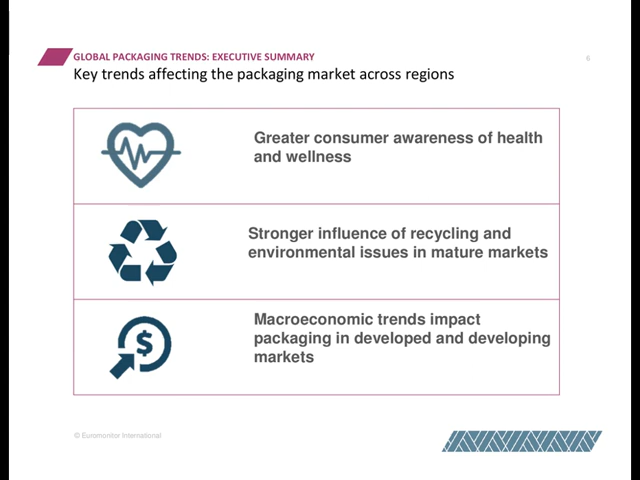 GLOBAL PACKAGING TRENDS: EXECUTIVE SUMMARY
6
Key trends affecting the packaging market across regions
Greater consumer awareness of health
and wellness
Stronger influence of recycling and
environmental issues in mature markets
$
Macroeconomic trends impact
packaging in developed and developing
markets
© Euromonitor International